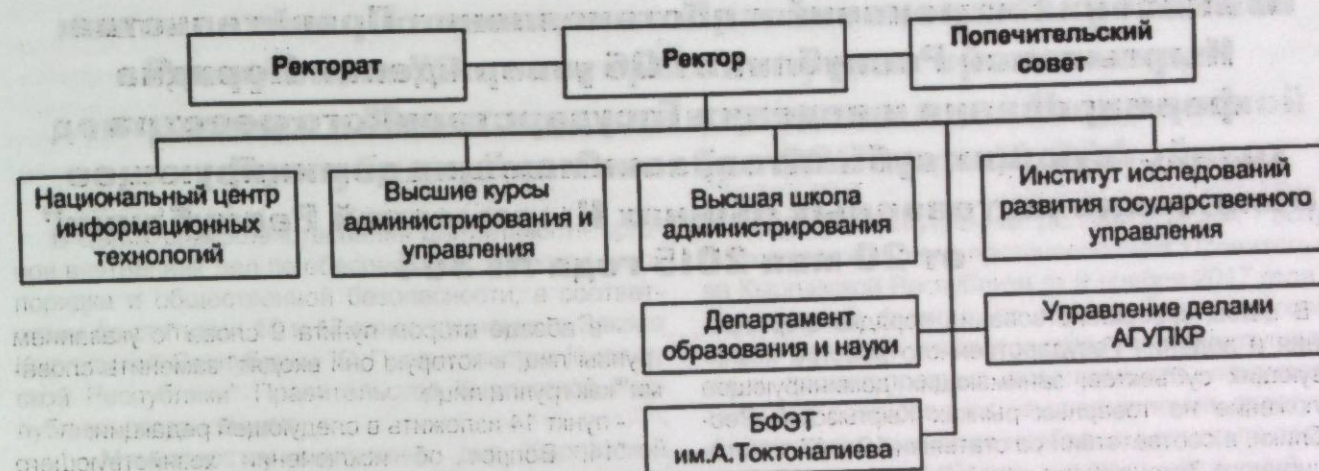 Ректорат
Ректор
Попечительский
совет
Национальный центр
информационных
технологий
Высшие курсы
администрирования и
управления
Высшая школа
администрирования
Институт исследований
развития государственного
управления
Департамент
образования и науки
Управление делами
АГУПКР
БФЭТ
им.А.Токтоналиева